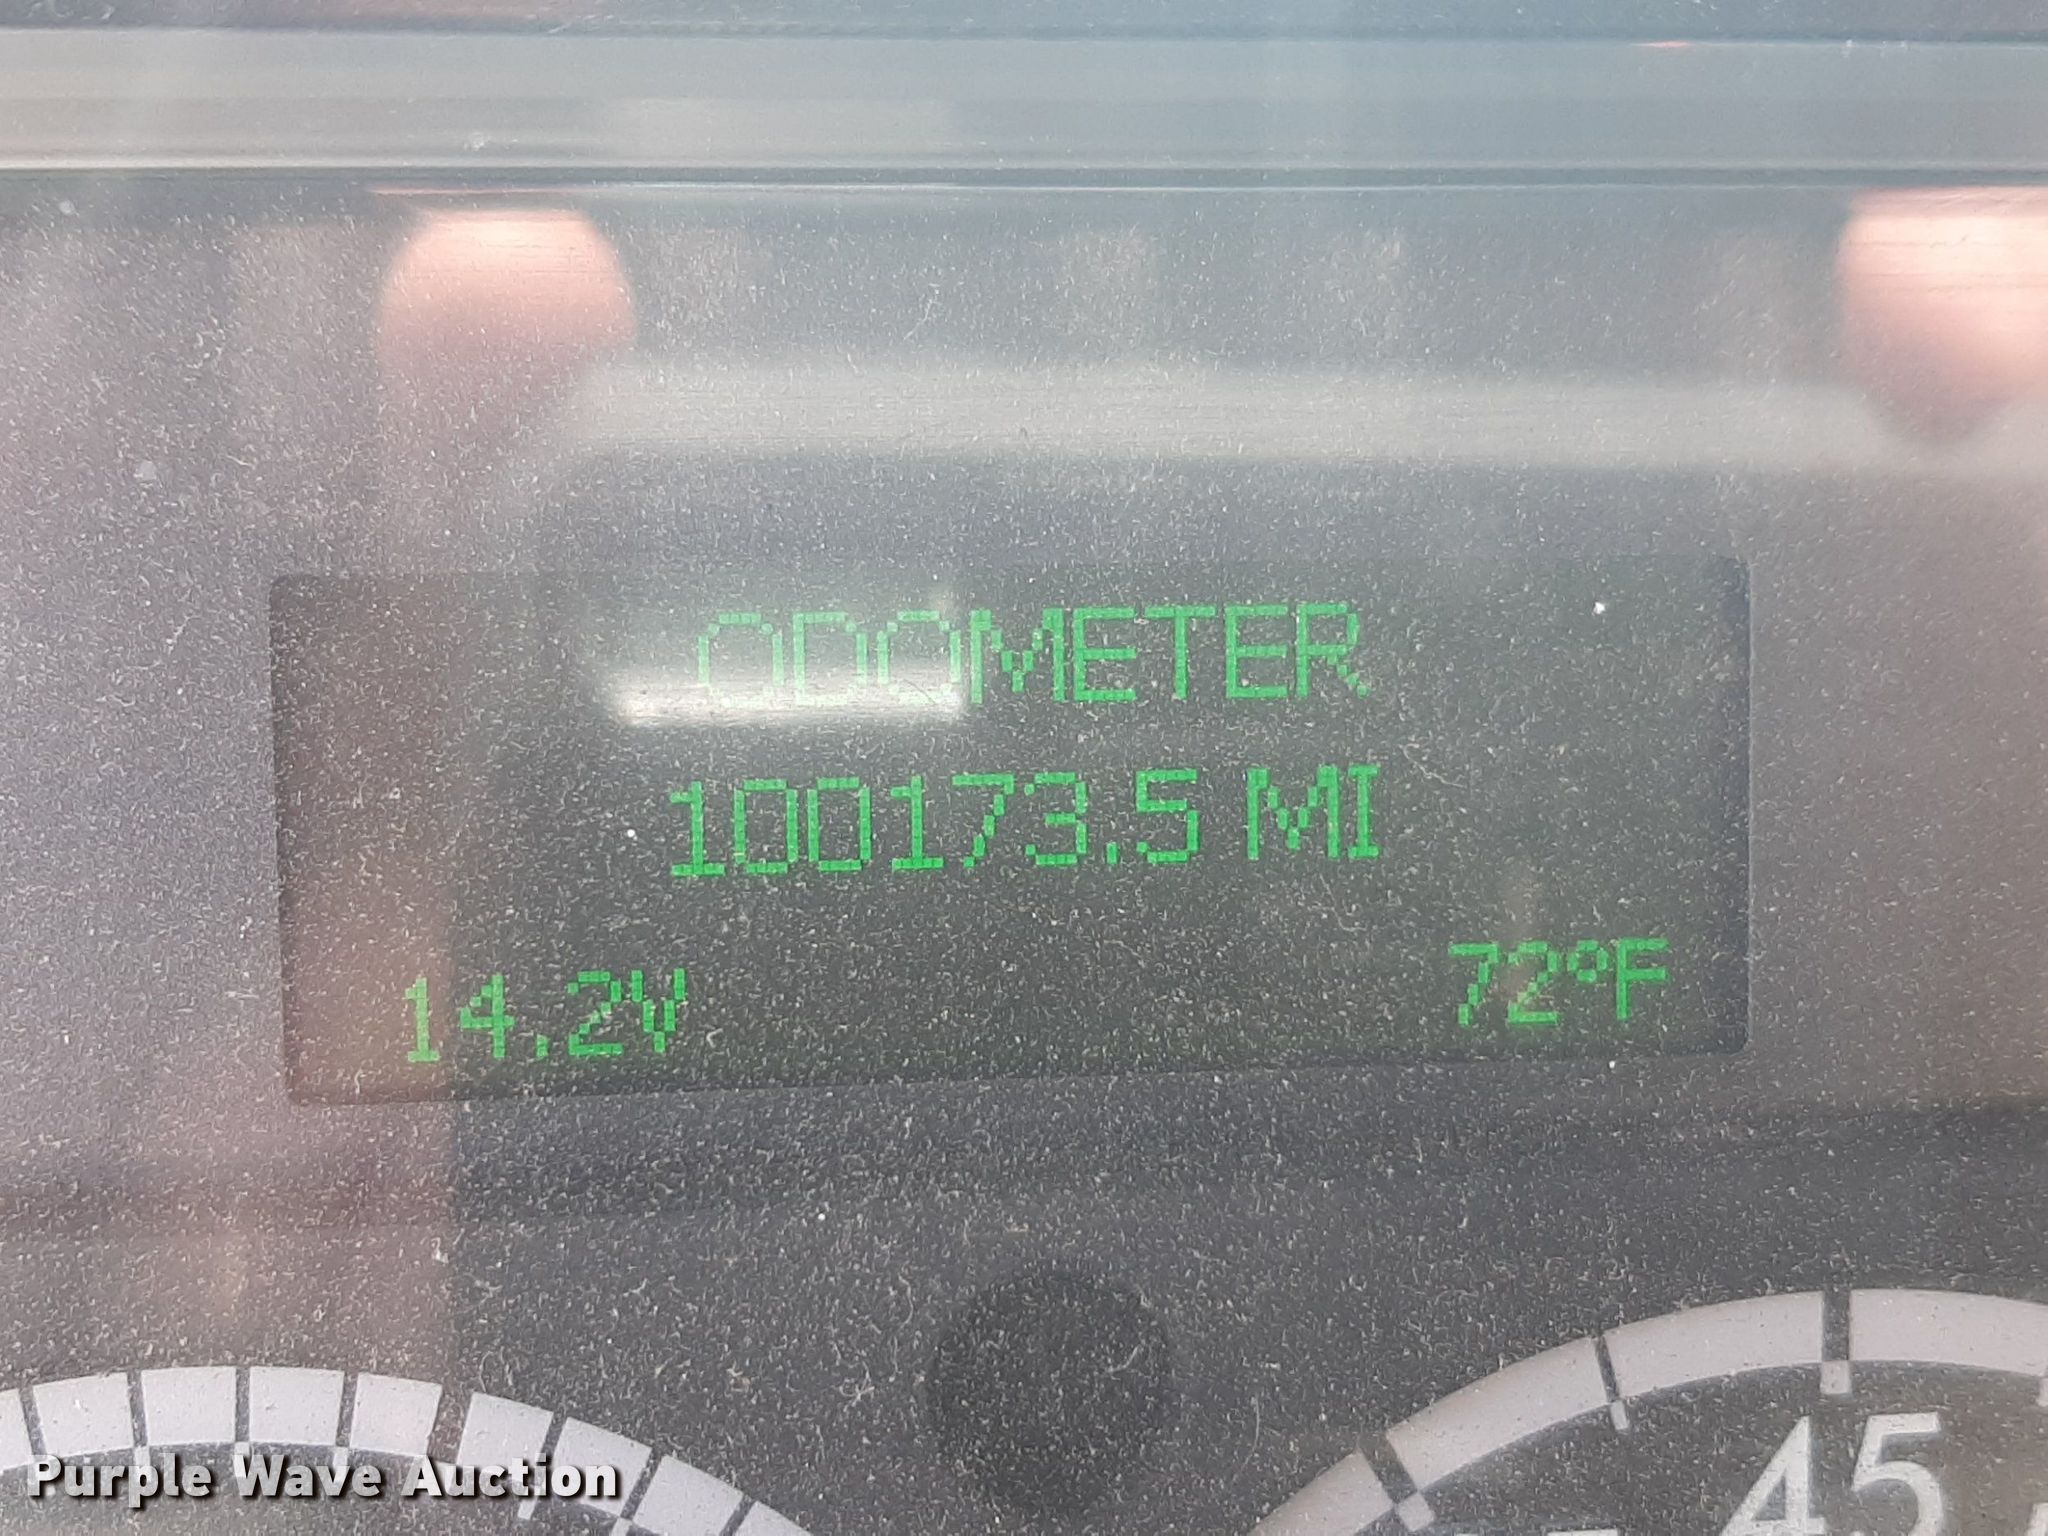 ODOMETER
100173.5 MI
14.2V 72°F
45
Purple Wave Auction